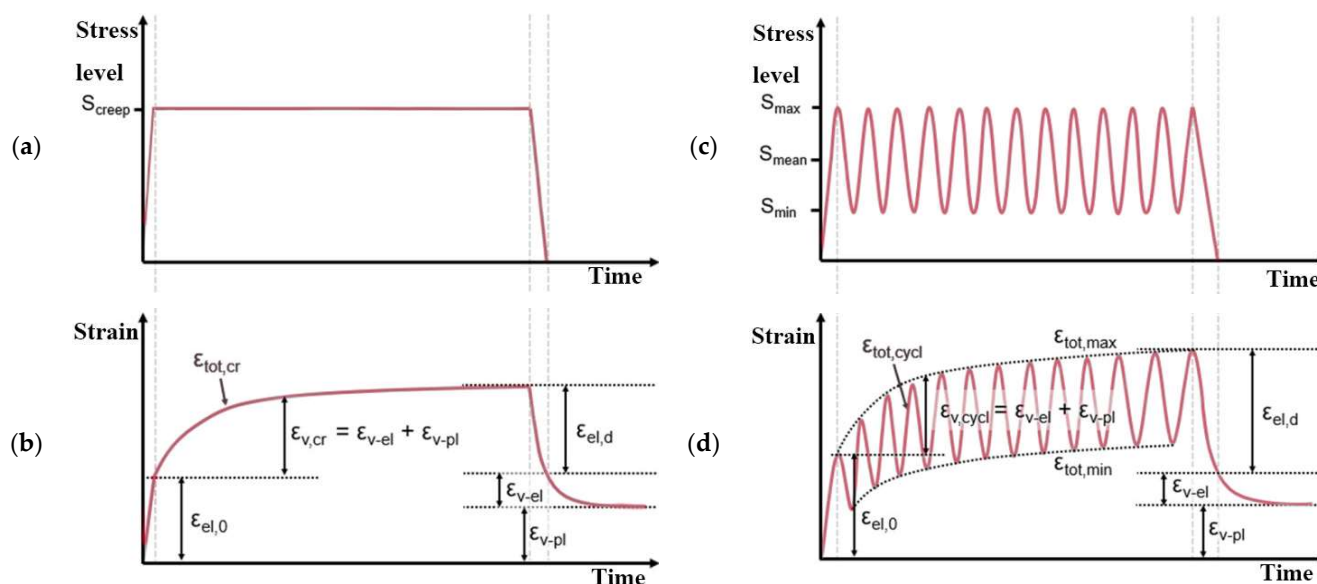 (a)
Stress
level
S_creep
Time
(b)
Strain
ε_tot,cr
ε_v,cr = ε_v-el + ε_v-pl
ε_el,0
ε_el,d
ε_v-el
ε_v-pl
Time
(c)
Stress
level
S_max
S_mean
S_min
Time
(d)
Strain
ε_tot,cycl
ε_tot,max
ε_v,cycl = ε_v-el + ε_v-pl
ε_tot,min
ε_el,0
ε_el,d
ε_v-el
ε_v-pl
Time